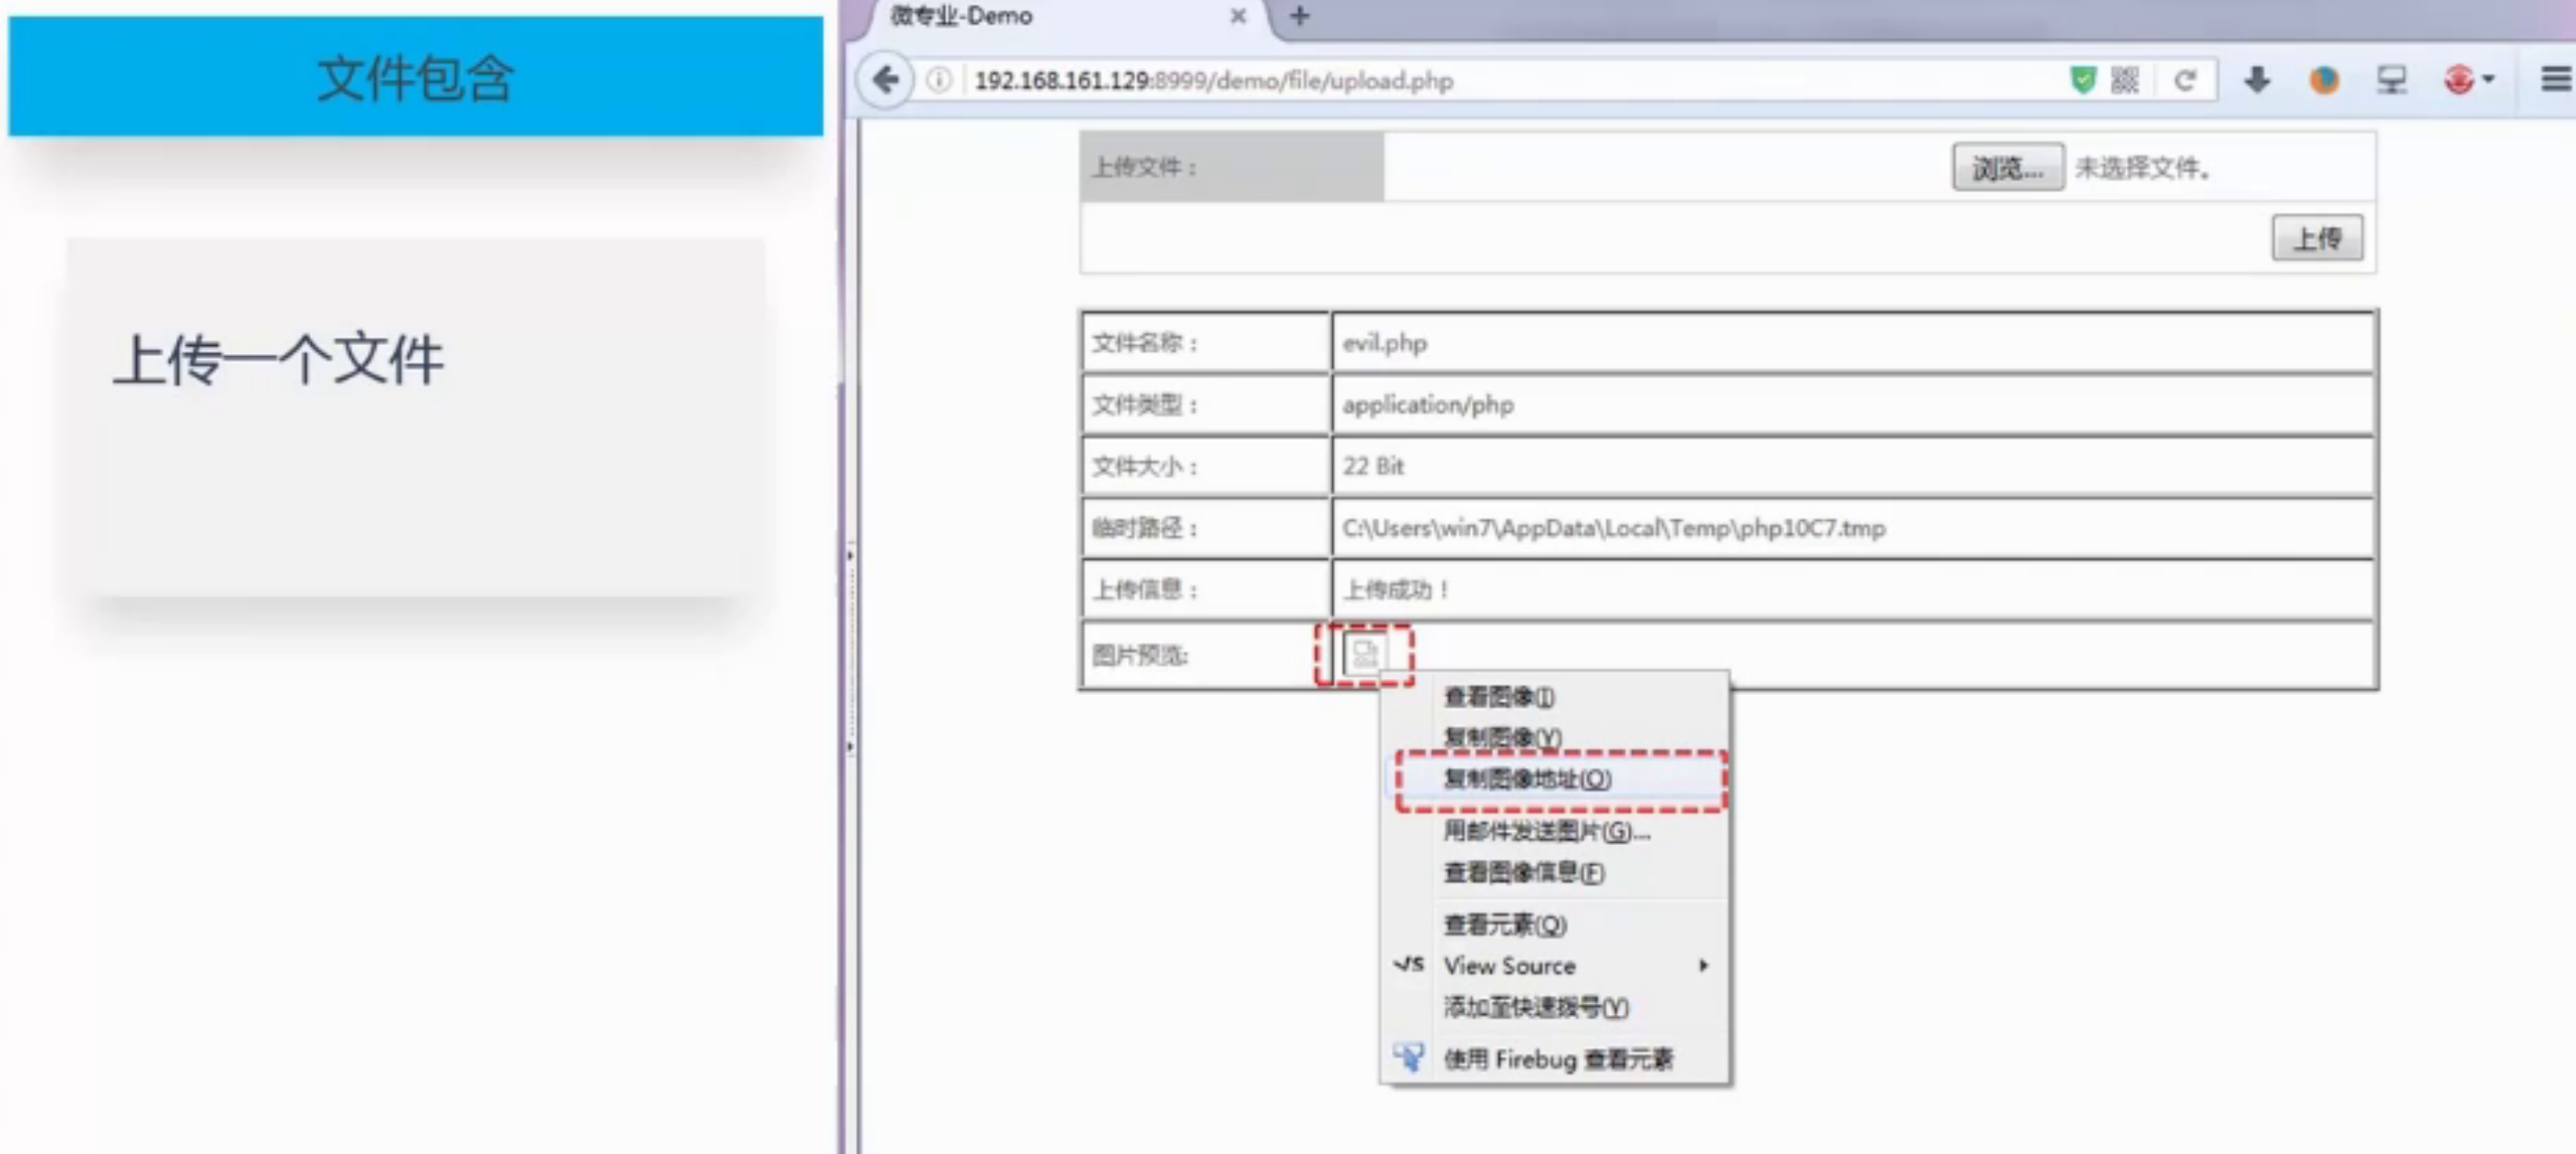 文件包含
上传一个文件
微专业-Demo
192.168.161.129:8999/demo/file/upload.php
上传文件：
浏览... 未选择文件。
上传
文件名称： evil.php
文件类型： application/php
文件大小： 22 Bit
临时路径： C:\Users\win7\AppData\Local\Temp\php10C7.tmp
上传信息： 上传成功！
图片预览:
查看图像(I)
复制图像(Y)
复制图像地址(O)
用邮件发送图片(G)...
查看图像信息(F)
查看元素(Q)
View Source
添加至快速拨号(Y)
使用 Firebug 查看元素